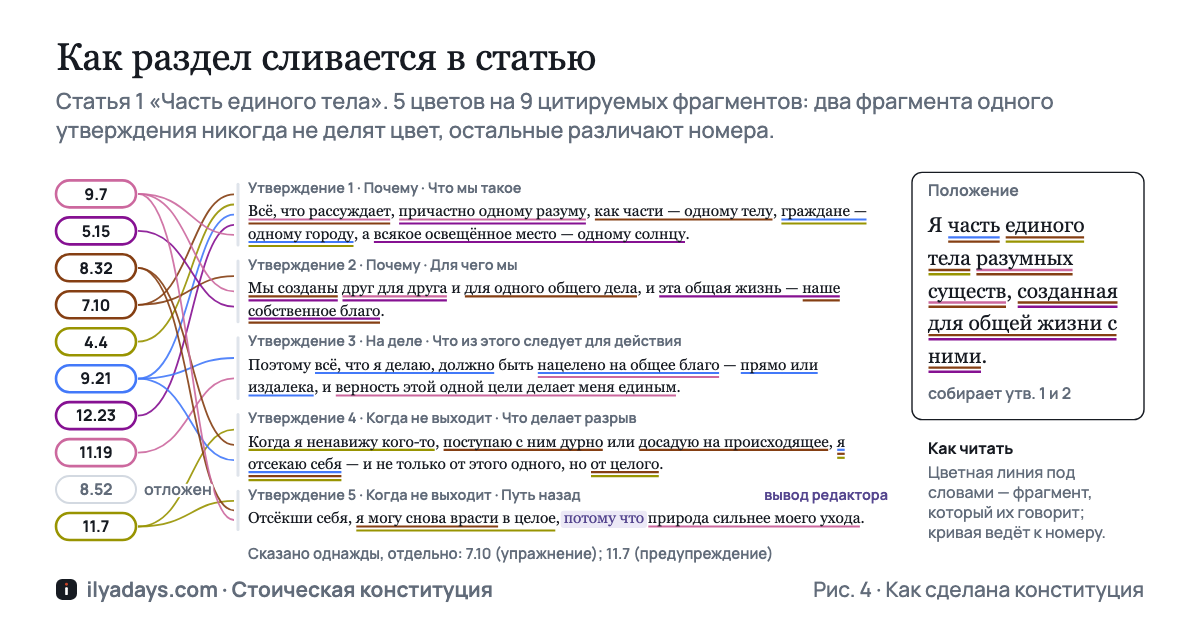 Как раздел сливается в статью
Статья 1 «Часть единого тела». 5 цветов на 9 цитируемых фрагментов: два фрагмента одного
утверждения никогда не делят цвет, остальные различают номера.
9.7
5.15
8.32
7.10
4.4
9.21
12.23
11.19
8.52 отложен
11.7
Утверждение 1 · Почему · Что мы такое
Всё, что рассуждает, причастно одному разуму, как части — одному телу, граждане —
одному городу, а всякое освещённое место — одному солнцу.
Утверждение 2 · Почему · Для чего мы
Мы созданы друг для друга и для одного общего дела, и эта общая жизнь — наше
собственное благо.
Утверждение 3 · На деле · Что из этого следует для действия
Поэтому всё, что я делаю, должно быть нацелено на общее благо — прямо или
издалека, и верность этой одной цели делает меня единым.
Утверждение 4 · Когда не выходит · Что делает разрыв
Когда я ненавижу кого-то, поступаю с ним дурно или досадую на происходящее, я
отсекаю себя — и не только от этого одного, но от целого.
Утверждение 5 · Когда не выходит · Путь назад вывод редактора
Отсёкши себя, я могу снова врасти в целое, потому что природа сильнее моего ухода.
Сказано однажды, отдельно: 7.10 (упражнение); 11.7 (предупреждение)
Положение
Я часть единого
тела разумных
существ, созданная
для общей жизни с
ними.
собирает утв. 1 и 2
Как читать
Цветная линия под
словами — фрагмент,
который их говорит;
кривая ведёт к номеру.
ilyadays.com · Стоическая конституция
Рис. 4 · Как сделана конституция